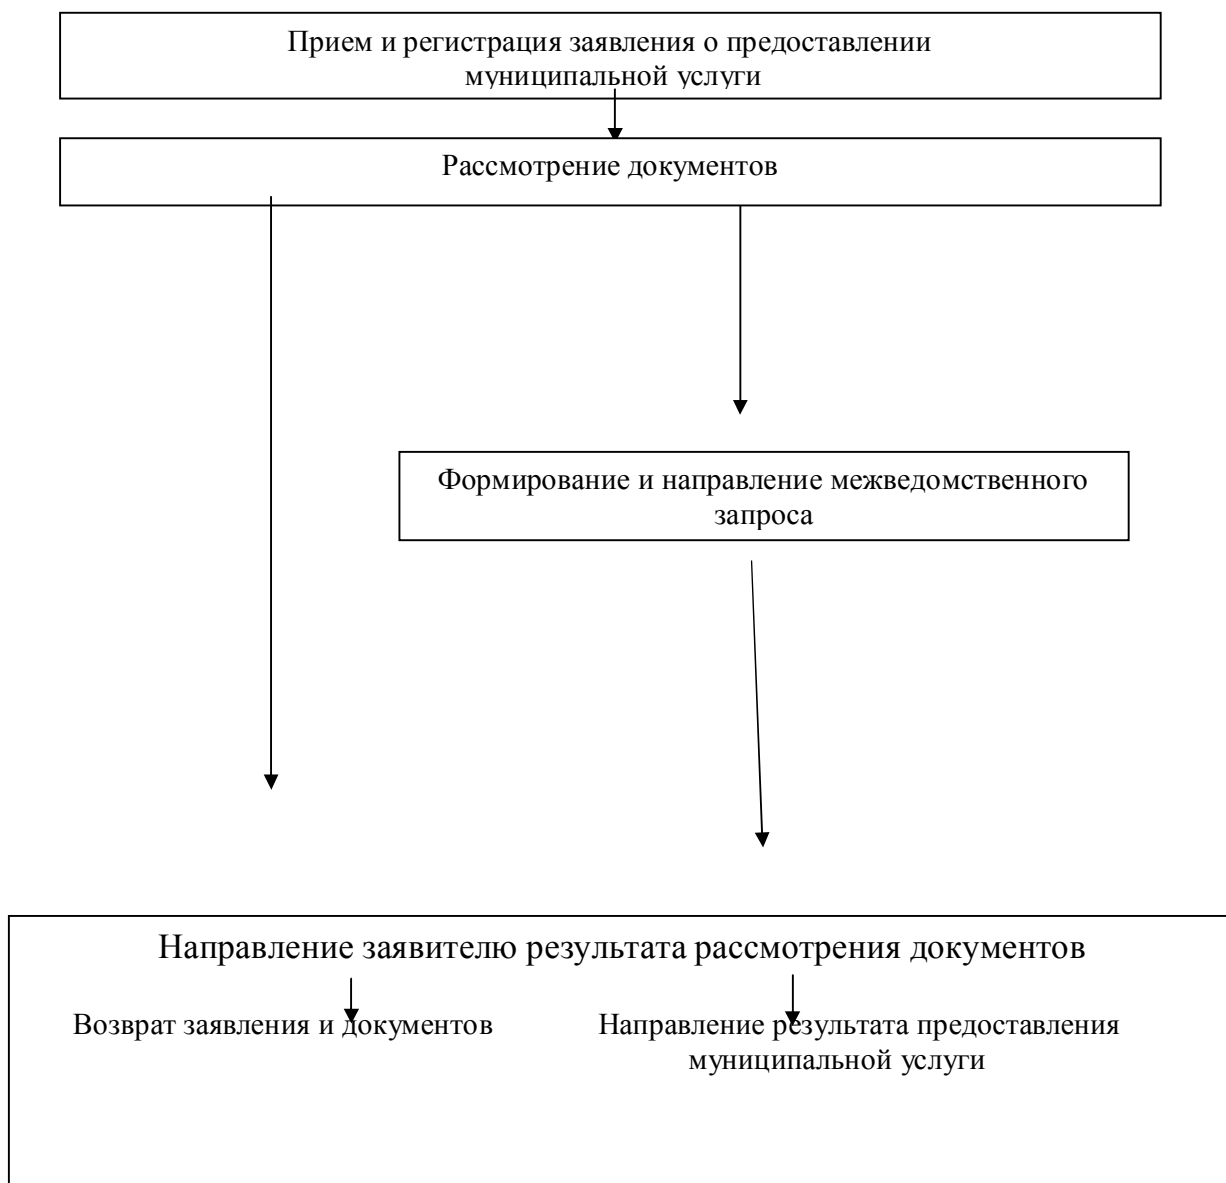 Прием и регистрация заявления о предоставлении
муниципальной услуги
Рассмотрение документов
Формирование и направление межведомственного
запроса
Направление заявителю результата рассмотрения документов
Возврат заявления и документов
Направление результата предоставления
муниципальной услуги